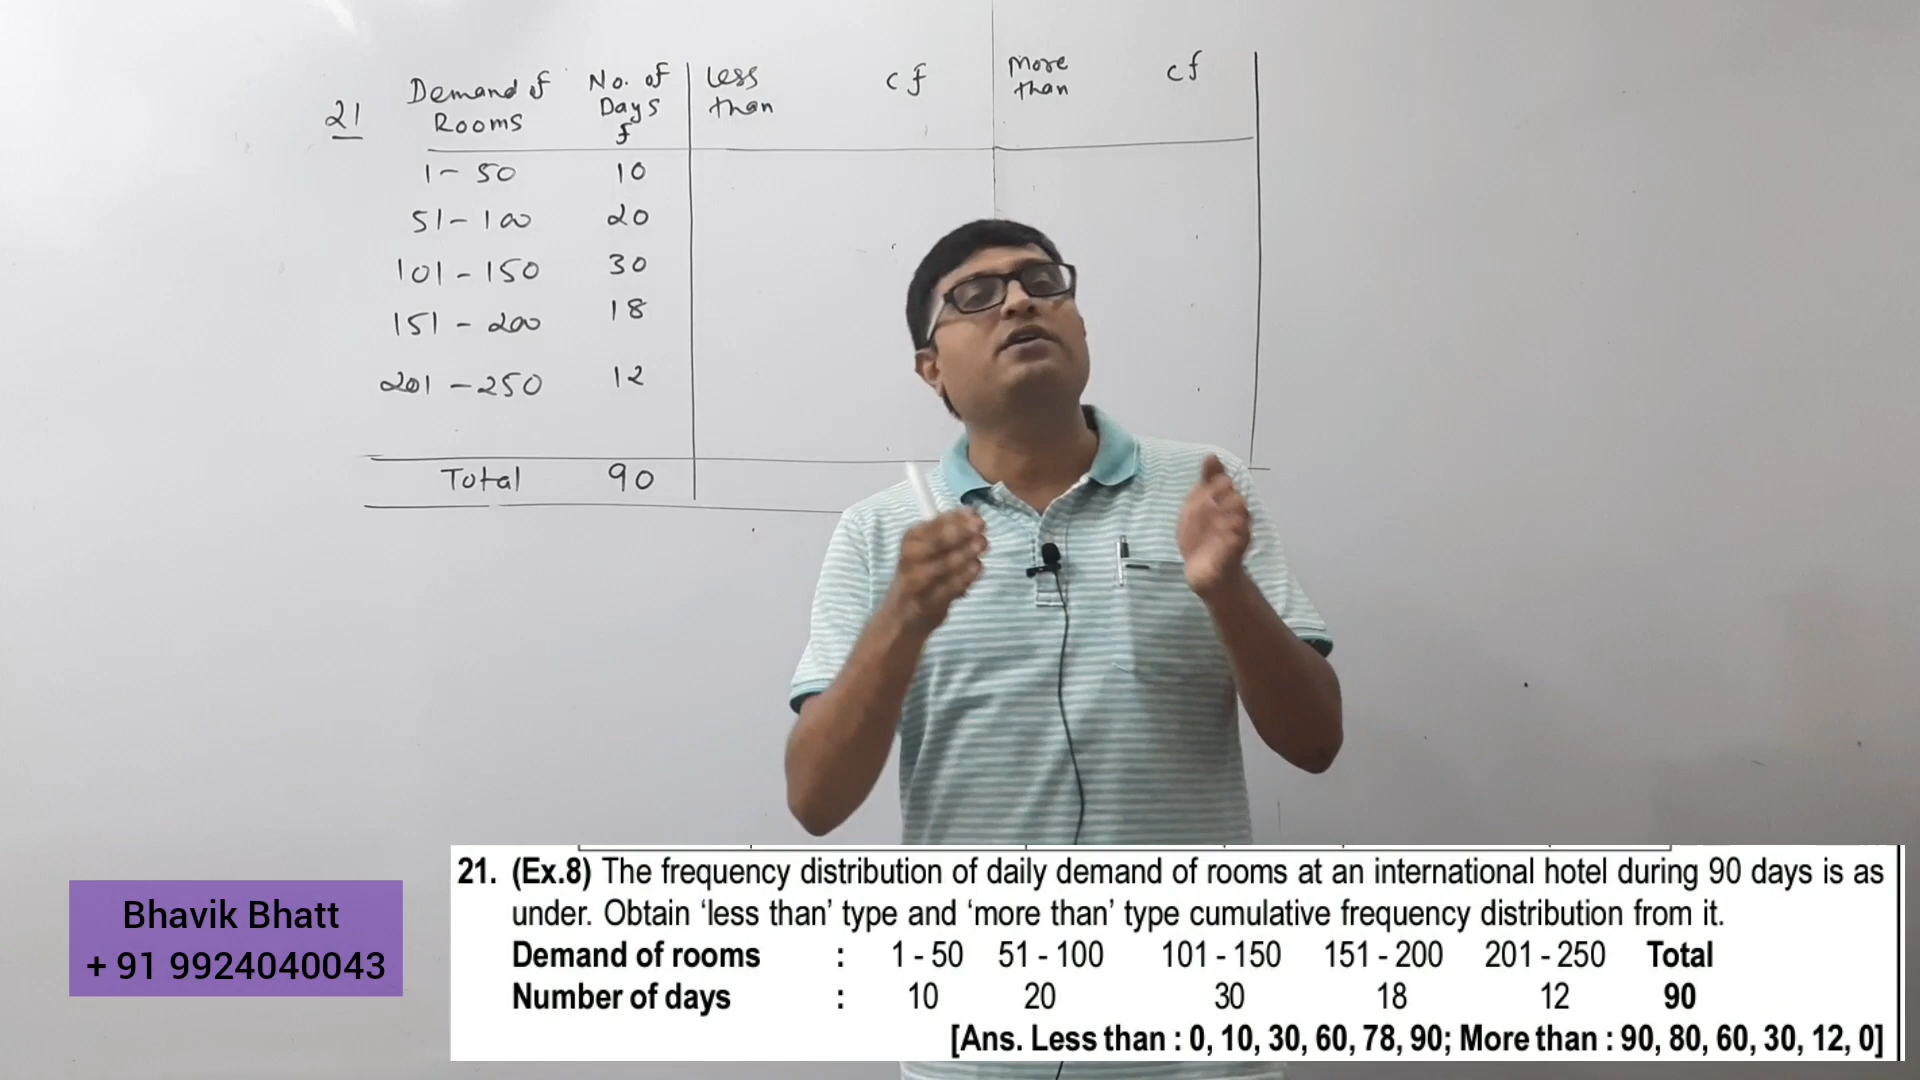 21
Demand of Rooms No. of Days f Less than cf More than cf
1 - 50 10
51 - 100 20
101 - 150 30
151 - 200 18
201 - 250 12
Total 90
Bhavik Bhatt
+ 91 9924040043
21. (Ex.8) The frequency distribution of daily demand of rooms at an international hotel during 90 days is as
under. Obtain ‘less than’ type and ‘more than’ type cumulative frequency distribution from it.
Demand of rooms : 1 - 50 51 - 100 101 - 150 151 - 200 201 - 250 Total
Number of days : 10 20 30 18 12 90
[Ans. Less than : 0, 10, 30, 60, 78, 90; More than : 90, 80, 60, 30, 12, 0]